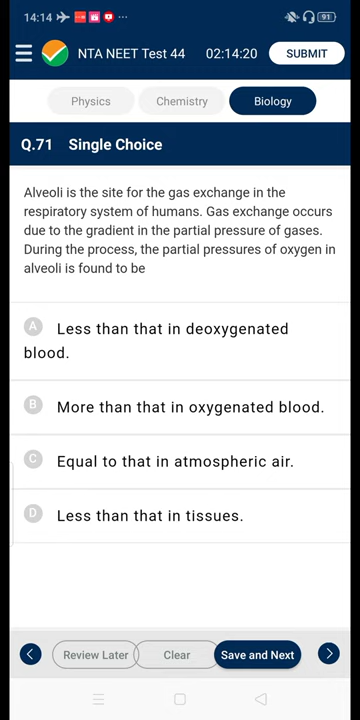 14:14
91
NTA NEET Test 44 02:14:20 SUBMIT
Physics Chemistry Biology
Q.71 Single Choice
Alveoli is the site for the gas exchange in the
respiratory system of humans. Gas exchange occurs
due to the gradient in the partial pressure of gases.
During the process, the partial pressures of oxygen in
alveoli is found to be
A Less than that in deoxygenated
blood.
B More than that in oxygenated blood.
C Equal to that in atmospheric air.
D Less than that in tissues.
Review Later Clear Save and Next